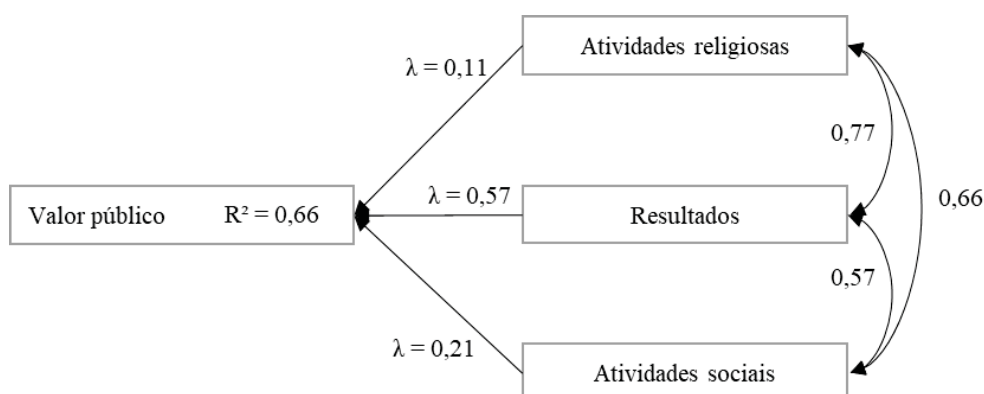 Atividades religiosas
λ = 0,11
0,77
Valor público R² = 0,66
λ = 0,57
Resultados
0,66
0,57
λ = 0,21
Atividades sociais